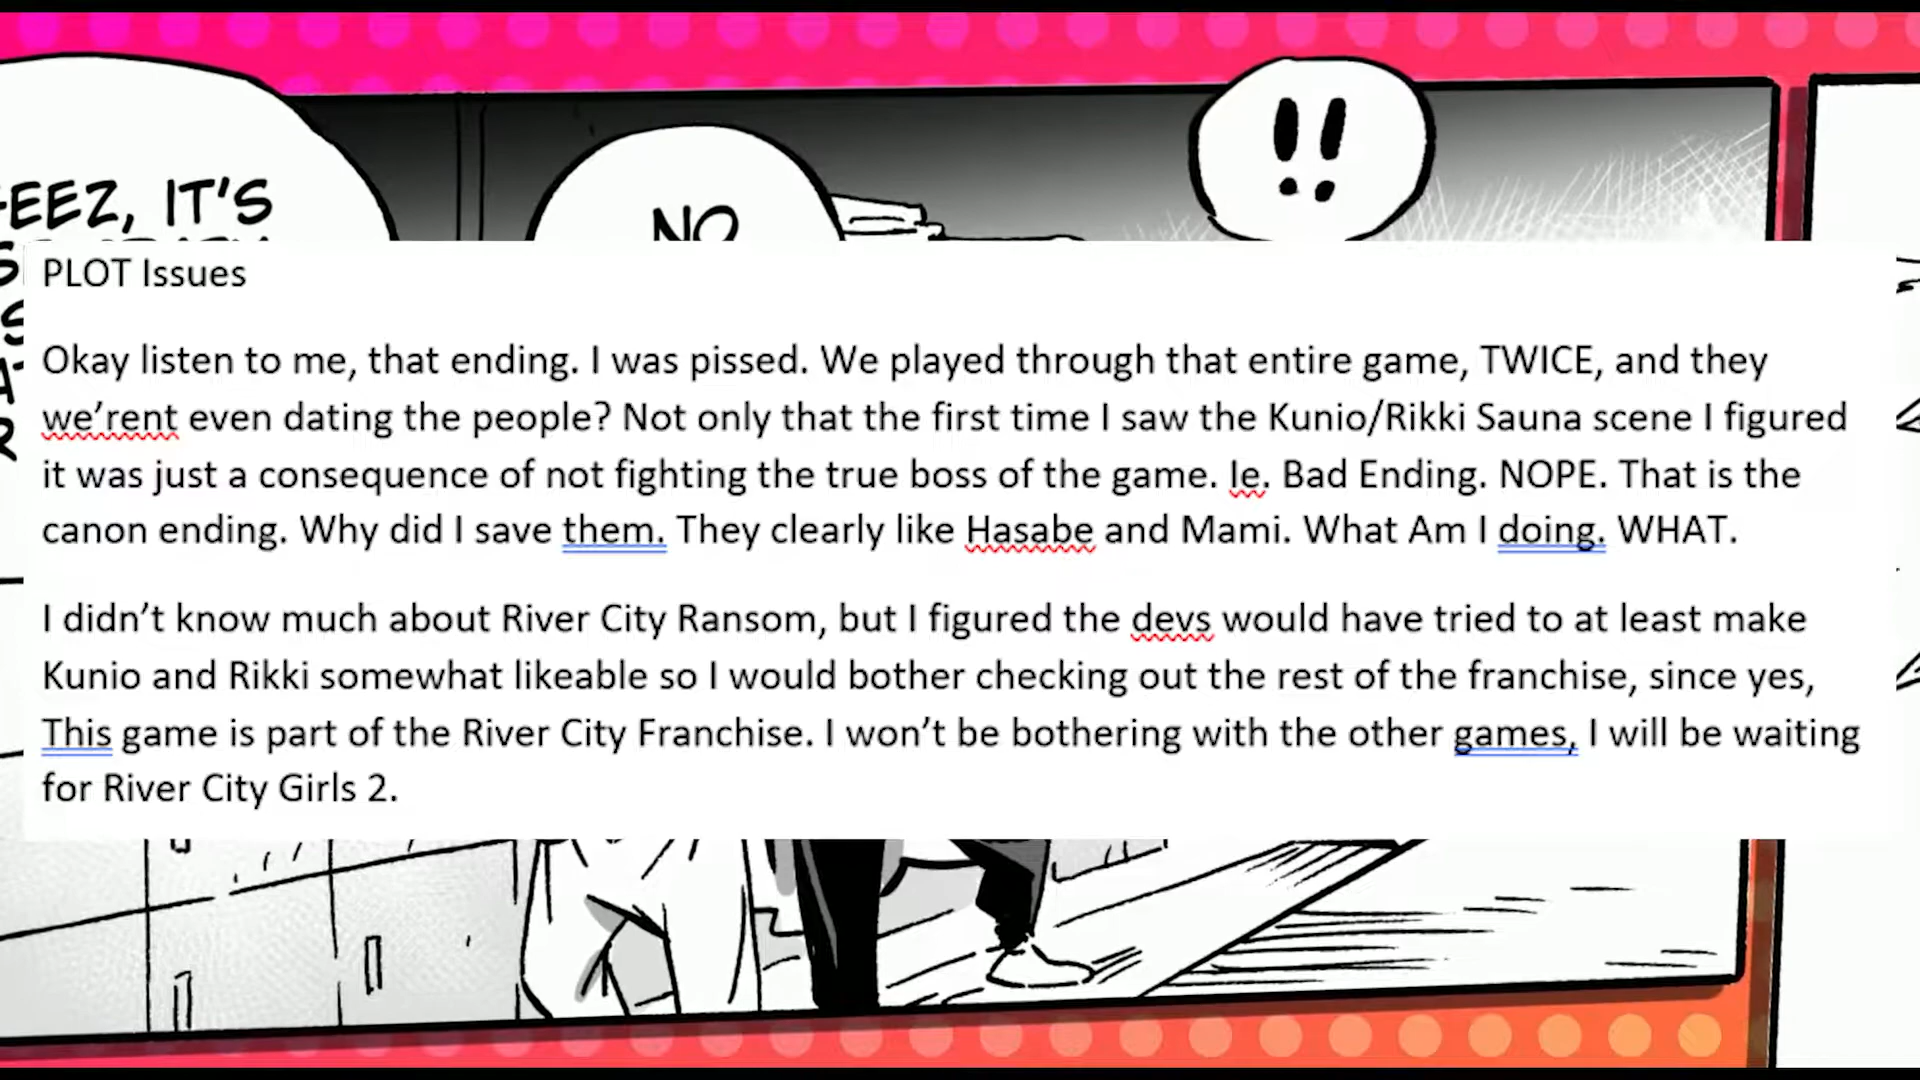 !!
EEZ, IT'S
NO
PLOT Issues
Okay listen to me, that ending. I was pissed. We played through that entire game, TWICE, and they
we’rent even dating the people? Not only that the first time I saw the Kunio/Rikki Sauna scene I figured
it was just a consequence of not fighting the true boss of the game. Ie. Bad Ending. NOPE. That is the
canon ending. Why did I save them. They clearly like Hasabe and Mami. What Am I doing. WHAT.
I didn’t know much about River City Ransom, but I figured the devs would have tried to at least make
Kunio and Rikki somewhat likeable so I would bother checking out the rest of the franchise, since yes,
This game is part of the River City Franchise. I won’t be bothering with the other games, I will be waiting
for River City Girls 2.